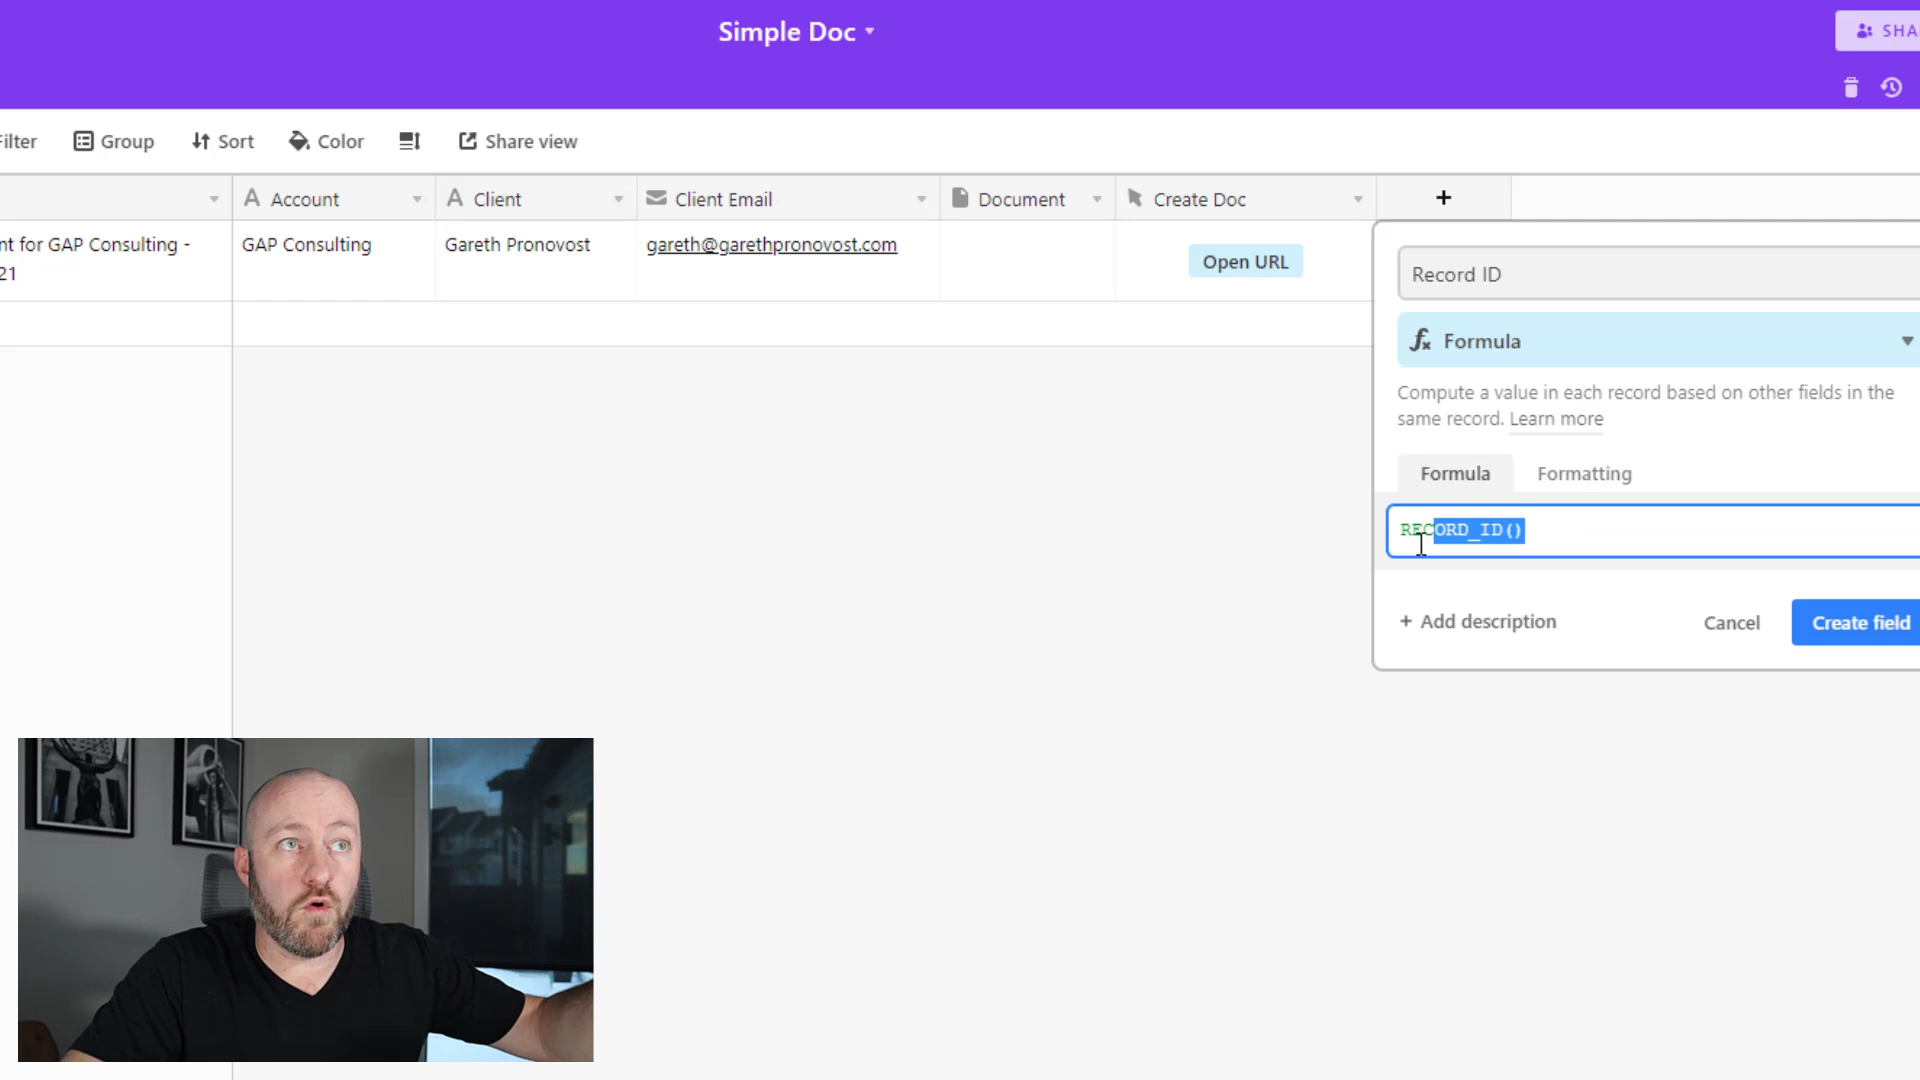 Simple Doc
SHA
Filter
Group
Sort
Color
Share view
Account
Client
Client Email
Document
Create Doc
+
nt for GAP Consulting -
21
GAP Consulting
Gareth Pronovost
gareth@garethpronovost.com
Open URL
Record ID
Formula
Compute a value in each record based on other fields in the
same record. Learn more
Formula
Formatting
RECORD_ID()
+ Add description
Cancel
Create field